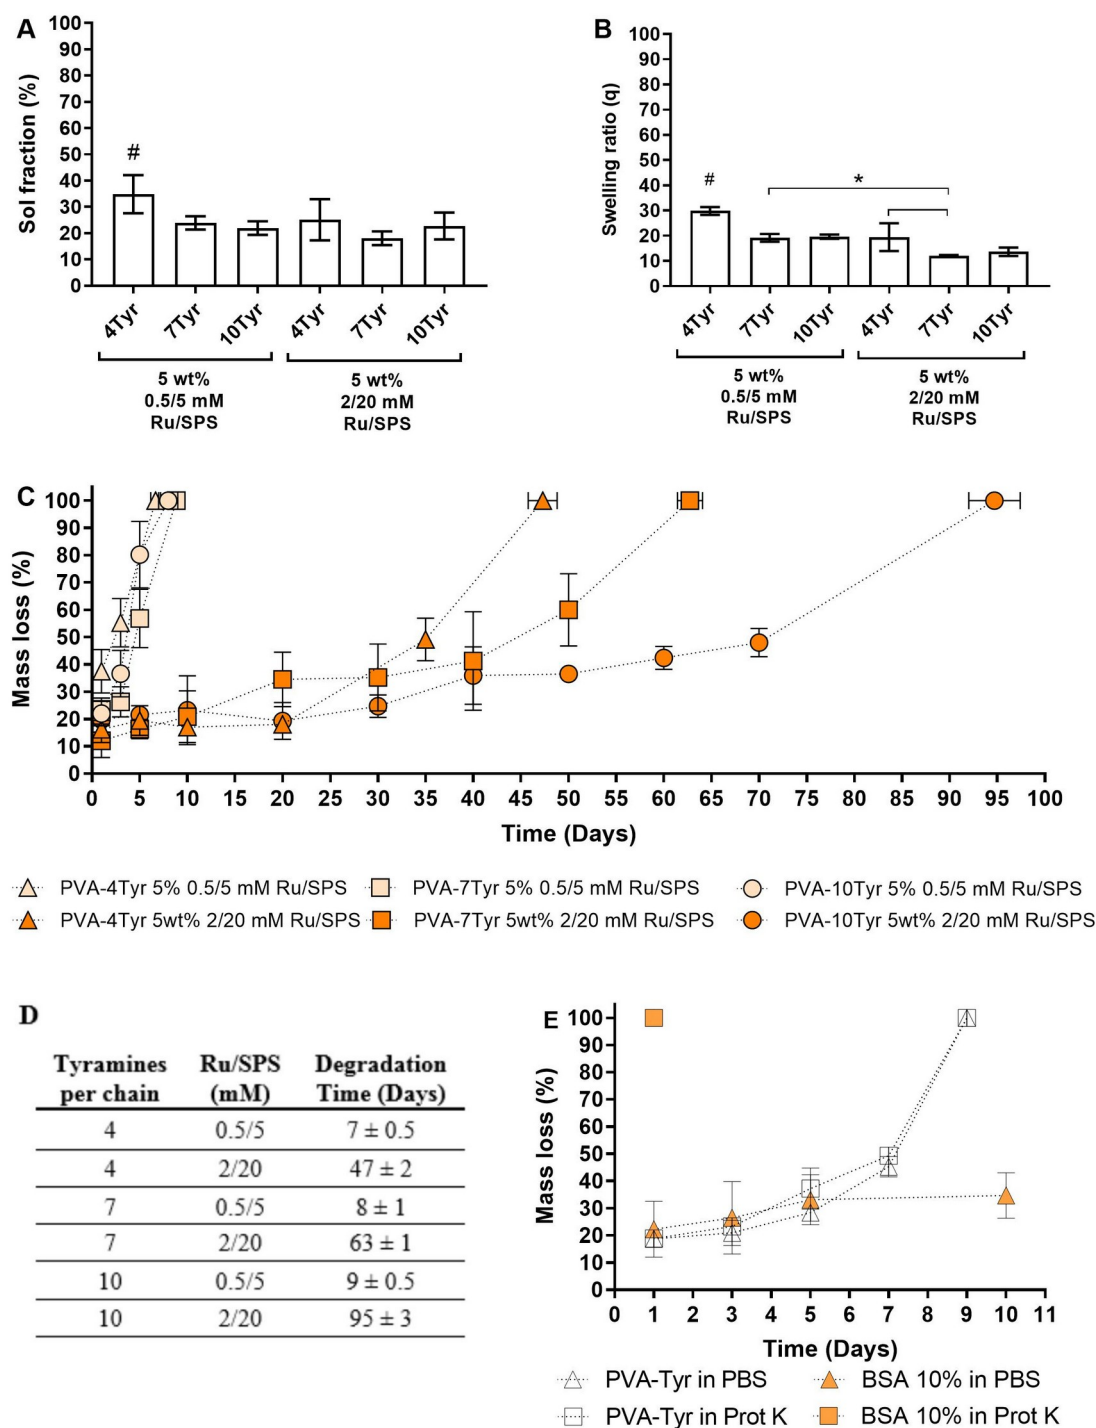 A
Sol fraction (%)
100
90
80
70
60
50
40
30
20
10
0
#
4Tyr
7Tyr
10Tyr
4Tyr
7Tyr
10Tyr
5 wt%
0.5/5 mM
Ru/SPS
5 wt%
2/20 mM
Ru/SPS
B
Swelling ratio (q)
100
90
80
70
60
50
40
30
20
10
0
#
*
4Tyr
7Tyr
10Tyr
4Tyr
7Tyr
10Tyr
5 wt%
0.5/5 mM
Ru/SPS
5 wt%
2/20 mM
Ru/SPS
C
Mass loss (%)
100
90
80
70
60
50
40
30
20
10
0
0 5 10 15 20 25 30 35 40 45 50 55 60 65 70 75 80 85 90 95 100
Time (Days)
PVA-4Tyr 5% 0.5/5 mM Ru/SPS
PVA-7Tyr 5% 0.5/5 mM Ru/SPS
PVA-10Tyr 5% 0.5/5 mM Ru/SPS
PVA-4Tyr 5wt% 2/20 mM Ru/SPS
PVA-7Tyr 5wt% 2/20 mM Ru/SPS
PVA-10Tyr 5wt% 2/20 mM Ru/SPS
D
Tyramines per chain
Ru/SPS (mM)
Degradation Time (Days)
4 0.5/5 7 ± 0.5
4 2/20 47 ± 2
7 0.5/5 8 ± 1
7 2/20 63 ± 1
10 0.5/5 9 ± 0.5
10 2/20 95 ± 3
E
Mass loss (%)
100
90
80
70
60
50
40
30
20
10
0
0 1 2 3 4 5 6 7 8 9 10 11
Time (Days)
PVA-Tyr in PBS
BSA 10% in PBS
PVA-Tyr in Prot K
BSA 10% in Prot K